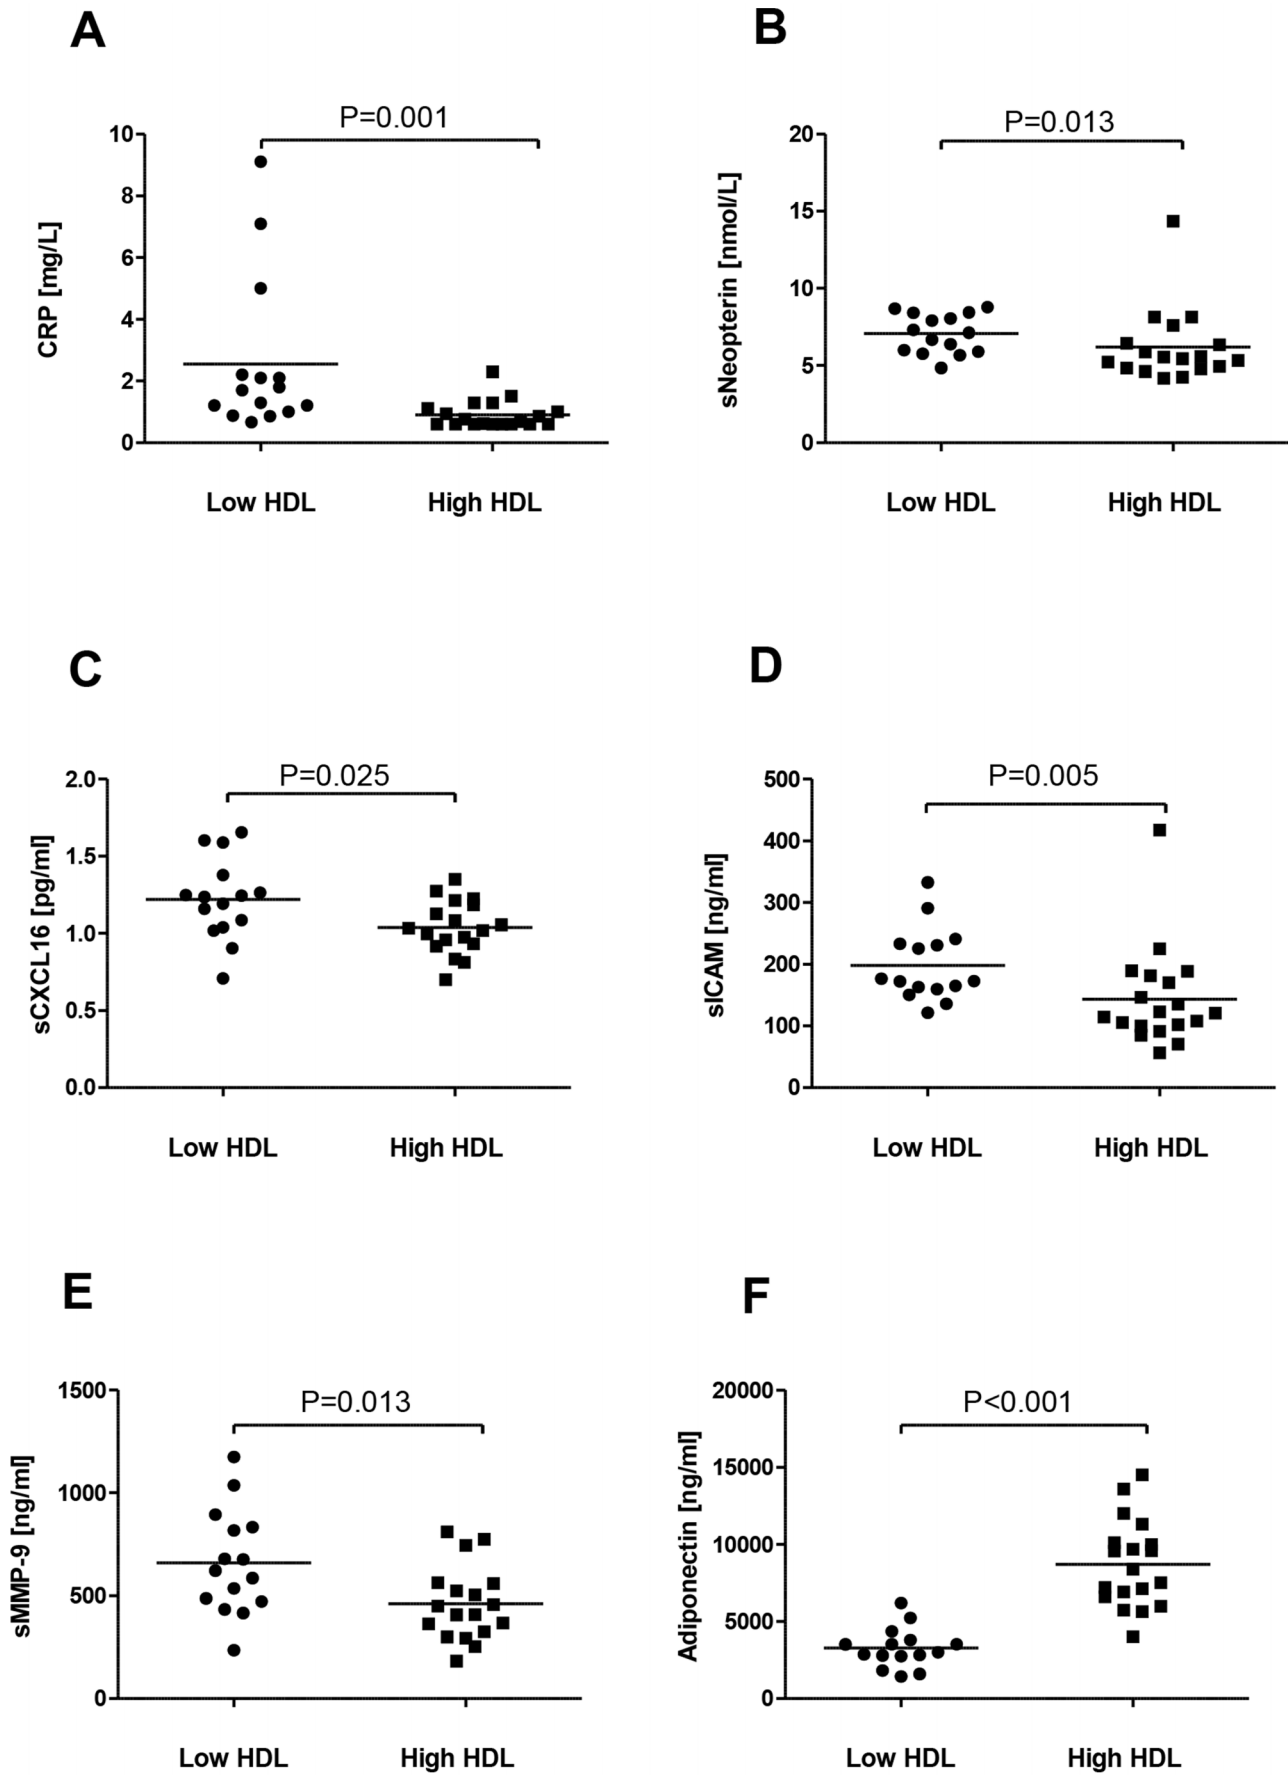 A
P=0.001
CRP [mg/L]
10
8
6
4
2
0
Low HDL
High HDL
B
P=0.013
sNeopterin [nmol/L]
20
15
10
5
0
Low HDL
High HDL
C
P=0.025
sCXCL16 [pg/ml]
2.0
1.5
1.0
0.5
0.0
Low HDL
High HDL
D
P=0.005
sICAM [ng/ml]
500
400
300
200
100
0
Low HDL
High HDL
E
P=0.013
sMMP-9 [ng/ml]
1500
1000
500
0
Low HDL
High HDL
F
P<0.001
Adiponectin [ng/ml]
20000
15000
10000
5000
0
Low HDL
High HDL